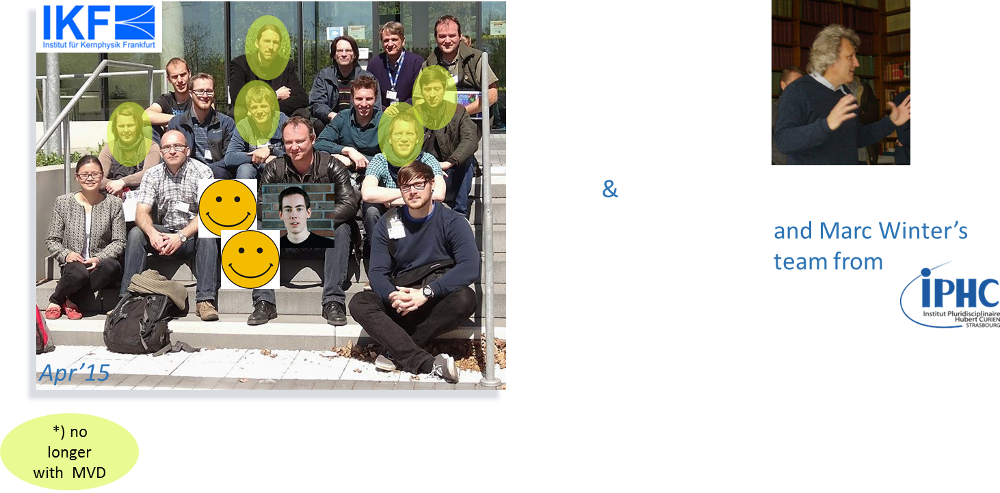 IKF
Institut für Kernphysik Frankfurt
&
and Marc Winter’s
team from
iPHC
Institut Pluridisciplinaire
Hubert CURIEN
STRASBOURG
Apr’15
*) no
longer
with MVD